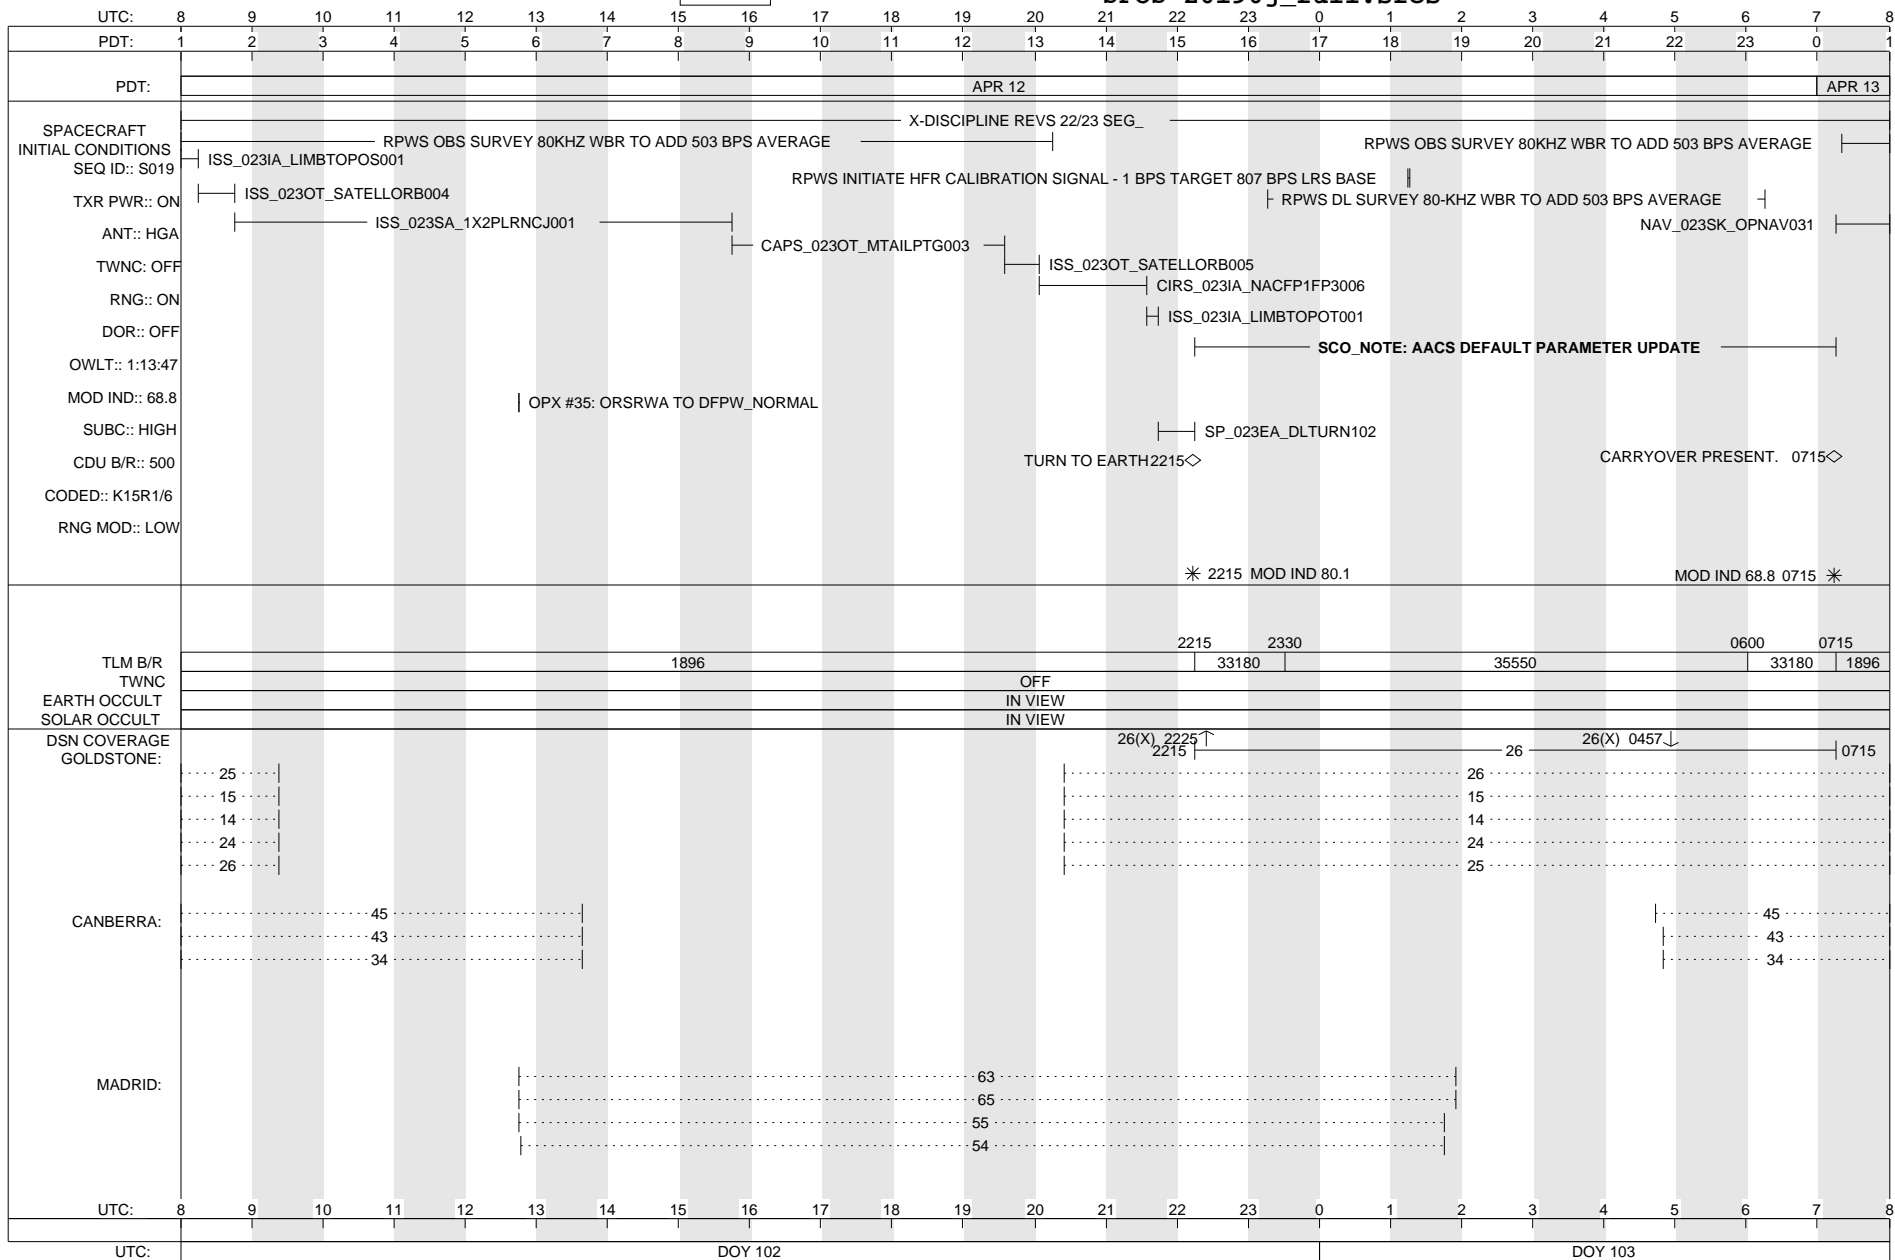 UTC: 8 9 10 11 12 13 14 15 16 17 18 19 20 21 22 23 0 1 2 3 4 5 6 7 8
PDT: 1 2 3 4 5 6 7 8 9 10 11 12 13 14 15 16 17 18 19 20 21 22 23 0 1
PDT: APR 12 APR 13
X-DISCIPLINE REVS 22/23 SEG_
SPACECRAFT
INITIAL CONDITIONS
RPWS OBS SURVEY 80KHZ WBR TO ADD 503 BPS AVERAGE
RPWS OBS SURVEY 80KHZ WBR TO ADD 503 BPS AVERAGE
ISS_023IA_LIMBTOPOS001
SEQ ID:: S019
RPWS INITIATE HFR CALIBRATION SIGNAL - 1 BPS TARGET 807 BPS LRS BASE
ISS_023OT_SATELLORB004
TXR PWR:: ON
RPWS DL SURVEY 80-KHZ WBR TO ADD 503 BPS AVERAGE
ISS_023SA_1X2PLRNCJ001
NAV_023SK_OPNAV031
ANT:: HGA
CAPS_023OT_MTAILPTG003
TWNC: OFF
ISS_023OT_SATELLORB005
CIRS_023IA_NACFP1FP3006
RNG:: ON
ISS_023IA_LIMBTOPOT001
DOR:: OFF
SCO_NOTE: AACS DEFAULT PARAMETER UPDATE
OWLT:: 1:13:47
MOD IND:: 68.8
OPX #35: ORSRWA TO DFPW_NORMAL
SUBC:: HIGH
SP_023EA_DLTURN102
CDU B/R:: 500
TURN TO EARTH 2215
CARRYOVER PRESENT. 0715
CODED:: K15R1/6
RNG MOD:: LOW
2215 MOD IND 80.1
MOD IND 68.8 0715
2215 2330 0600 0715
TLM B/R 1896 33180 35550 33180 1896
TWNC OFF
EARTH OCCULT IN VIEW
SOLAR OCCULT IN VIEW
DSN COVERAGE
26(X) 2225 26(X) 0457
GOLDSTONE:
2215 26 0715
25 26
15 15
14 14
24 24
26 25
CANBERRA:
45 45
43 43
34 34
MADRID:
63
65
55
54
UTC: 8 9 10 11 12 13 14 15 16 17 18 19 20 21 22 23 0 1 2 3 4 5 6 7 8
UTC: DOY 102 DOY 103